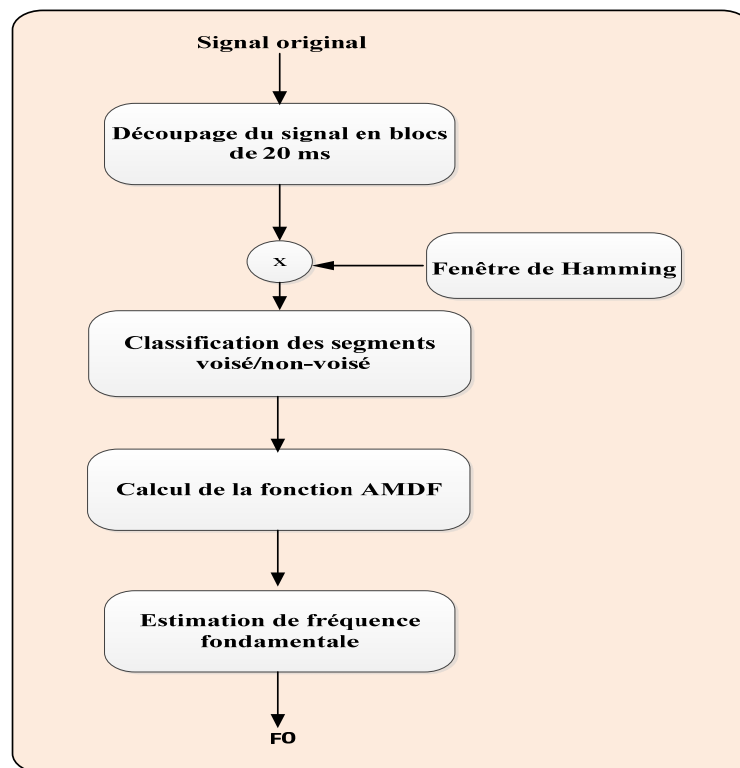 Signal original
Découpage du signal en blocs
de 20 ms
x
Fenêtre de Hamming
Classification des segments
voisé/non-voisé
Calcul de la fonction AMDF
Estimation de fréquence
fondamentale
F0